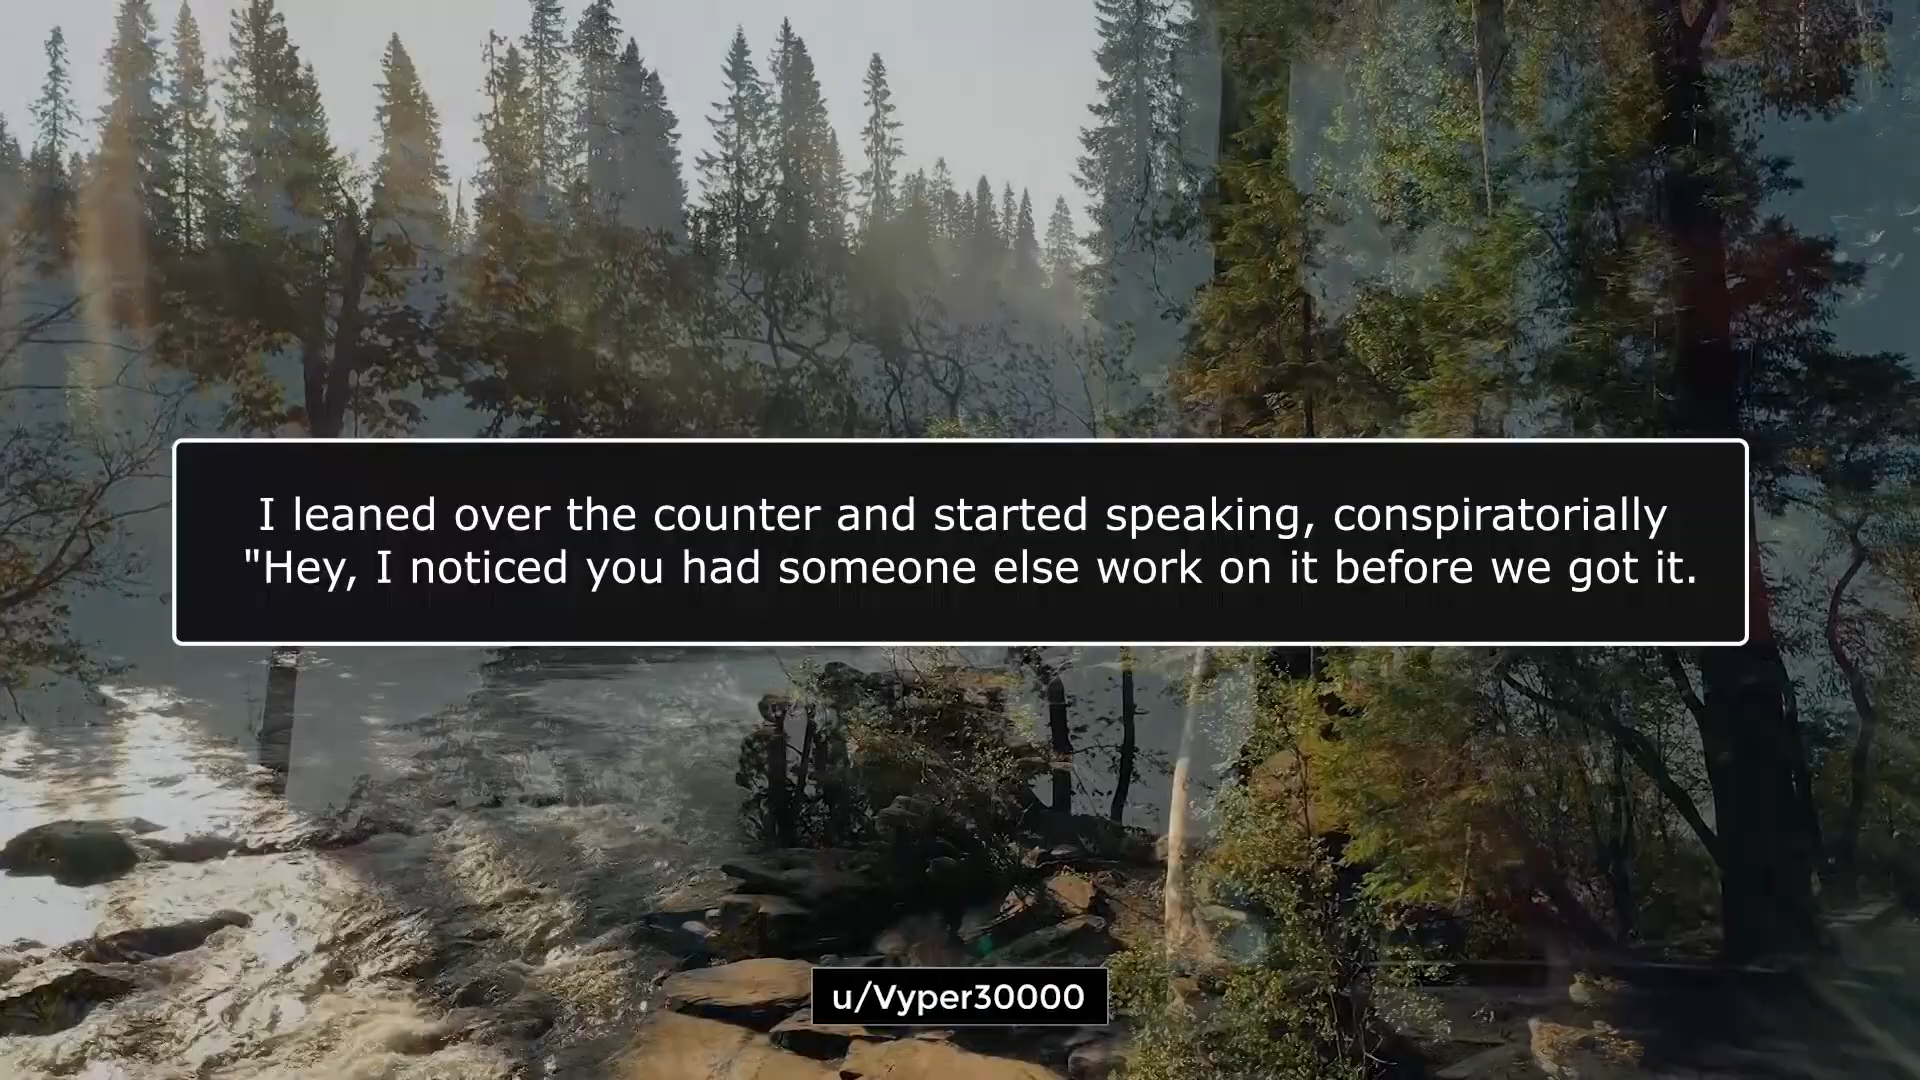 I leaned over the counter and started speaking, conspiratorially
"Hey, I noticed you had someone else work on it before we got it.
u/Vyper30000